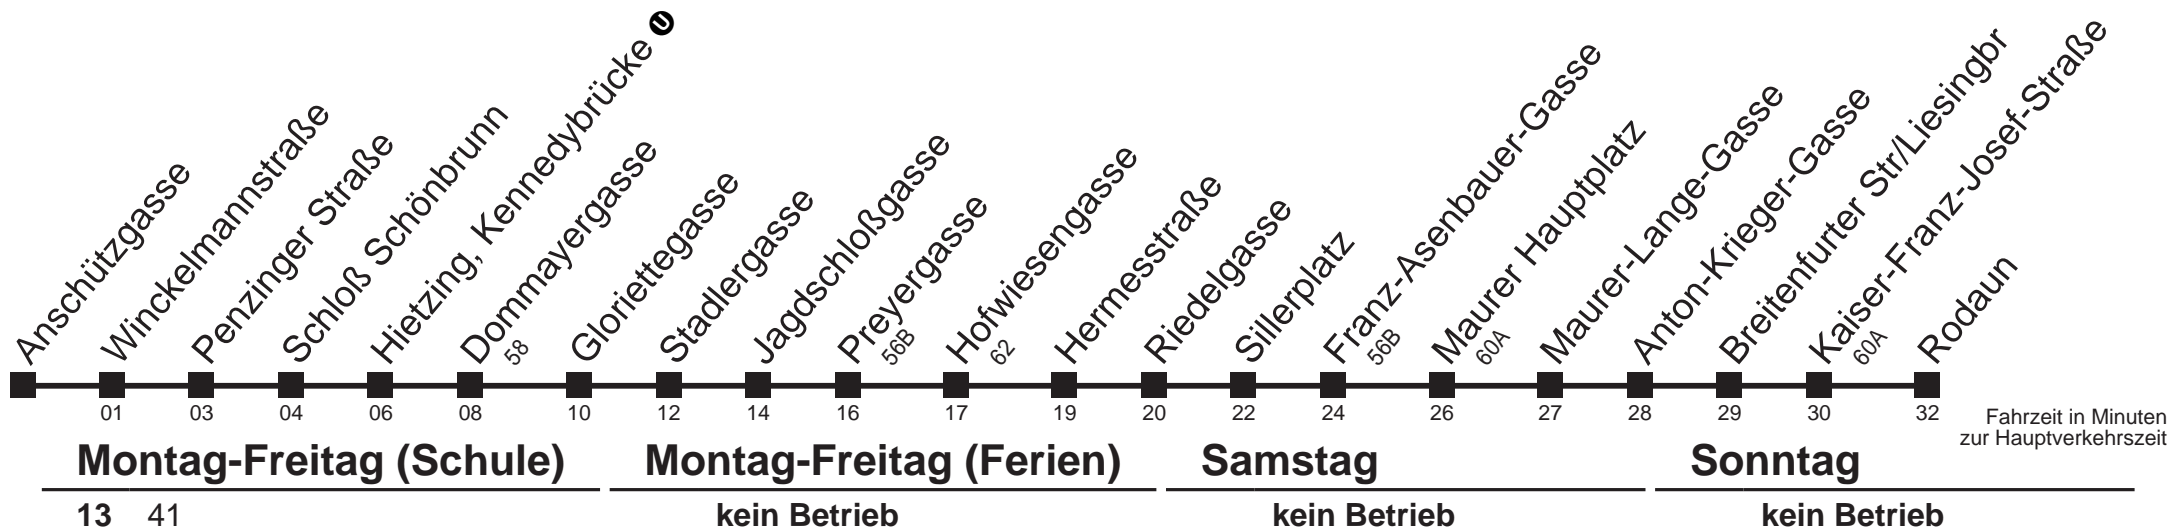 Anschützgasse
Winckelmannstraße
Penzinger Straße
Schloß Schönbrunn
Hietzing, Kennedybrücke U
Dommayergasse
58
Gloriettegasse
Stadlergasse
Jagdschloßgasse
Preyergasse
56B
Hofwiesengasse
62
Hermesstraße
Riedelgasse
Sillerplatz
Franz-Asenbauer-Gasse
56B
Maurer Hauptplatz
60A
Maurer-Lange-Gasse
Anton-Krieger-Gasse
Breitenfurter Str/Liesingbr
Kaiser-Franz-Josef-Straße
60A
Rodaun
01 03 04 06 08 10 12 14 16 17 19 20 22 24 26 27 28 29 30 32
Fahrzeit in Minuten
zur Hauptverkehrszeit
Montag-Freitag (Schule) Montag-Freitag (Ferien) Samstag Sonntag
13 41 kein Betrieb kein Betrieb kein Betrieb